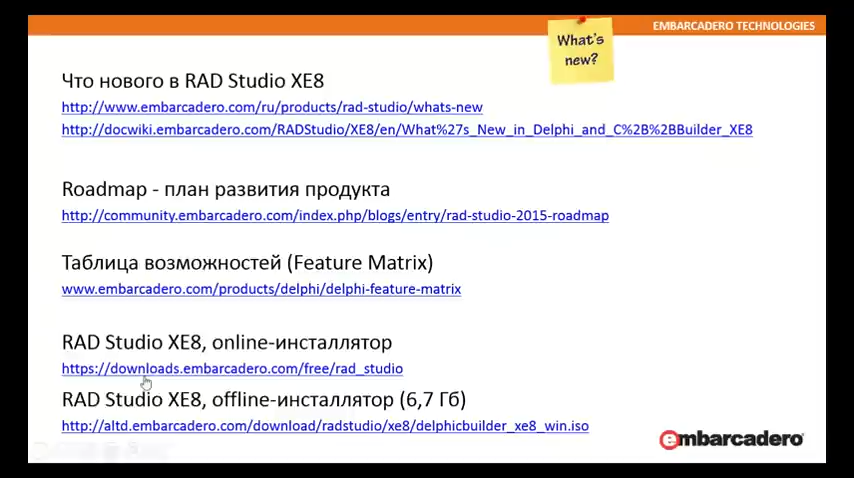 EMBARCADERO TECHNOLOGIES
What's
new?
Что нового в RAD Studio XE8
http://www.embarcadero.com/ru/products/rad-studio/whats-new
http://docwiki.embarcadero.com/RADStudio/XE8/en/What%27s_New_in_Delphi_and_C%2B%2BBuilder_XE8
Roadmap - план развития продукта
http://community.embarcadero.com/index.php/blogs/entry/rad-studio-2015-roadmap
Таблица возможностей (Feature Matrix)
www.embarcadero.com/products/delphi/delphi-feature-matrix
RAD Studio XE8, online-инсталлятор
https://downloads.embarcadero.com/free/rad_studio
RAD Studio XE8, offline-инсталлятор (6,7 Гб)
http://altd.embarcadero.com/download/radstudio/xe8/delphicbuilder_xe8_win.iso
embarcadero